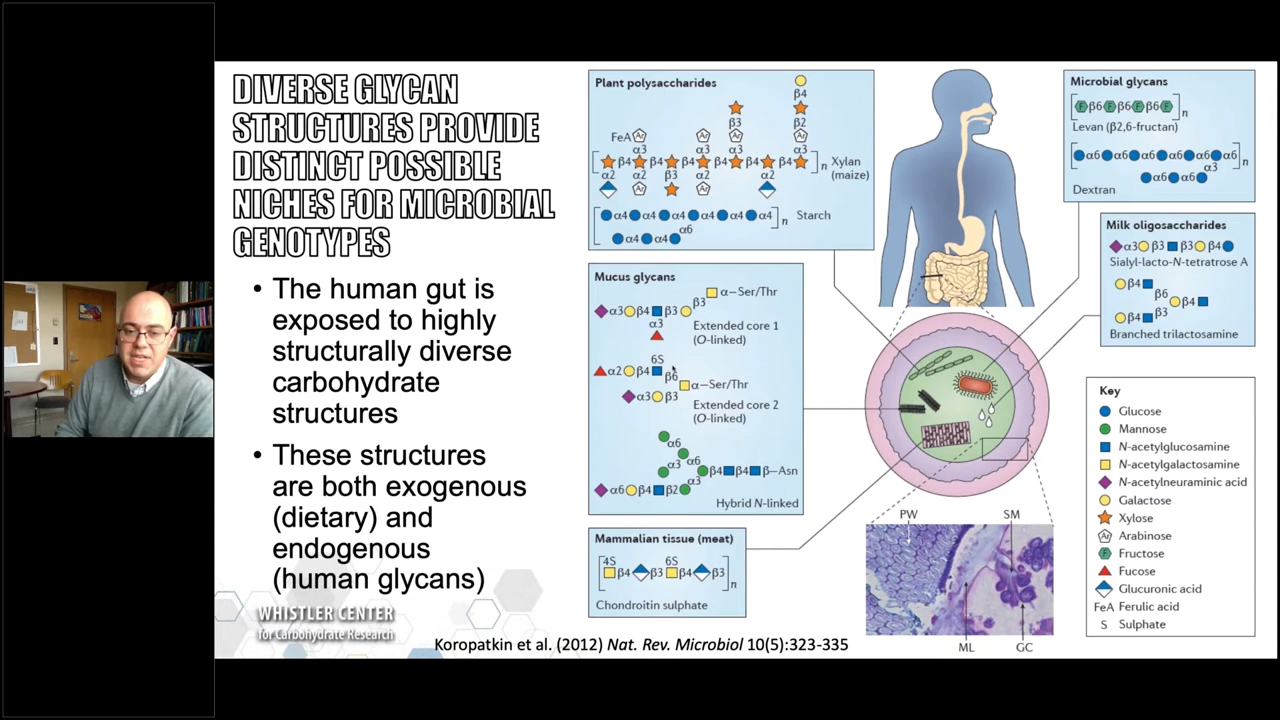 DIVERSE GLYCAN
STRUCTURES PROVIDE
DISTINCT POSSIBLE
NICHES FOR MICROBIAL
GENOTYPES
• The human gut is
exposed to highly
structurally diverse
carbohydrate
structures
• These structures
are both exogenous
(dietary) and
endogenous
(human glycans)
WHISTLER CENTER
for Carbohydrate Research
Koropatkin et al. (2012) Nat. Rev. Microbiol 10(5):323-335
Plant polysaccharides
β4
β3 β2
FeA Ar Ar Ar Ar
α3 α3 α3 α3
[ β4 β4 β4 β4 β4 β4 ]n Xylan
(maize)
α2 α2 β3 α2 α2
Ar Ar
[ α4 α4 α4 α4 α4 α4 ]n Starch
α6
α4 α4
Mucus glycans
α3 β4 β3 β3 α–Ser/Thr
α3
Extended core 1
(O-linked)
6S
α2 β4 β6
α–Ser/Thr
α3 β3
Extended core 2
(O-linked)
α6
α3 α6
β4 β4 β–Asn
α3
α6 β4 β2
Hybrid N-linked
Mammalian tissue (meat)
4S 6S
[ β4 β3 β4 β3 ]n
Chondroitin sulphate
Microbial glycans
[ F β6 F β6 F β6 F ]n
Levan (β2,6-fructan)
[ α6 α6 α6 α6 α6 α6 ]n
α3
α6 α6
Dextran
Milk oligosaccharides
α3 β3 β3 β4
Sialyl-lacto-N-tetratrose A
β4
β6
β4
β4 β3
Branched trilactosamine
PW
SM
ML
GC
Key
Glucose
Mannose
N-acetylglucosamine
N-acetylgalactosamine
N-acetylneuraminic acid
Galactose
Xylose
Ar Arabinose
F Fructose
Fucose
Glucuronic acid
FeA Ferulic acid
S Sulphate